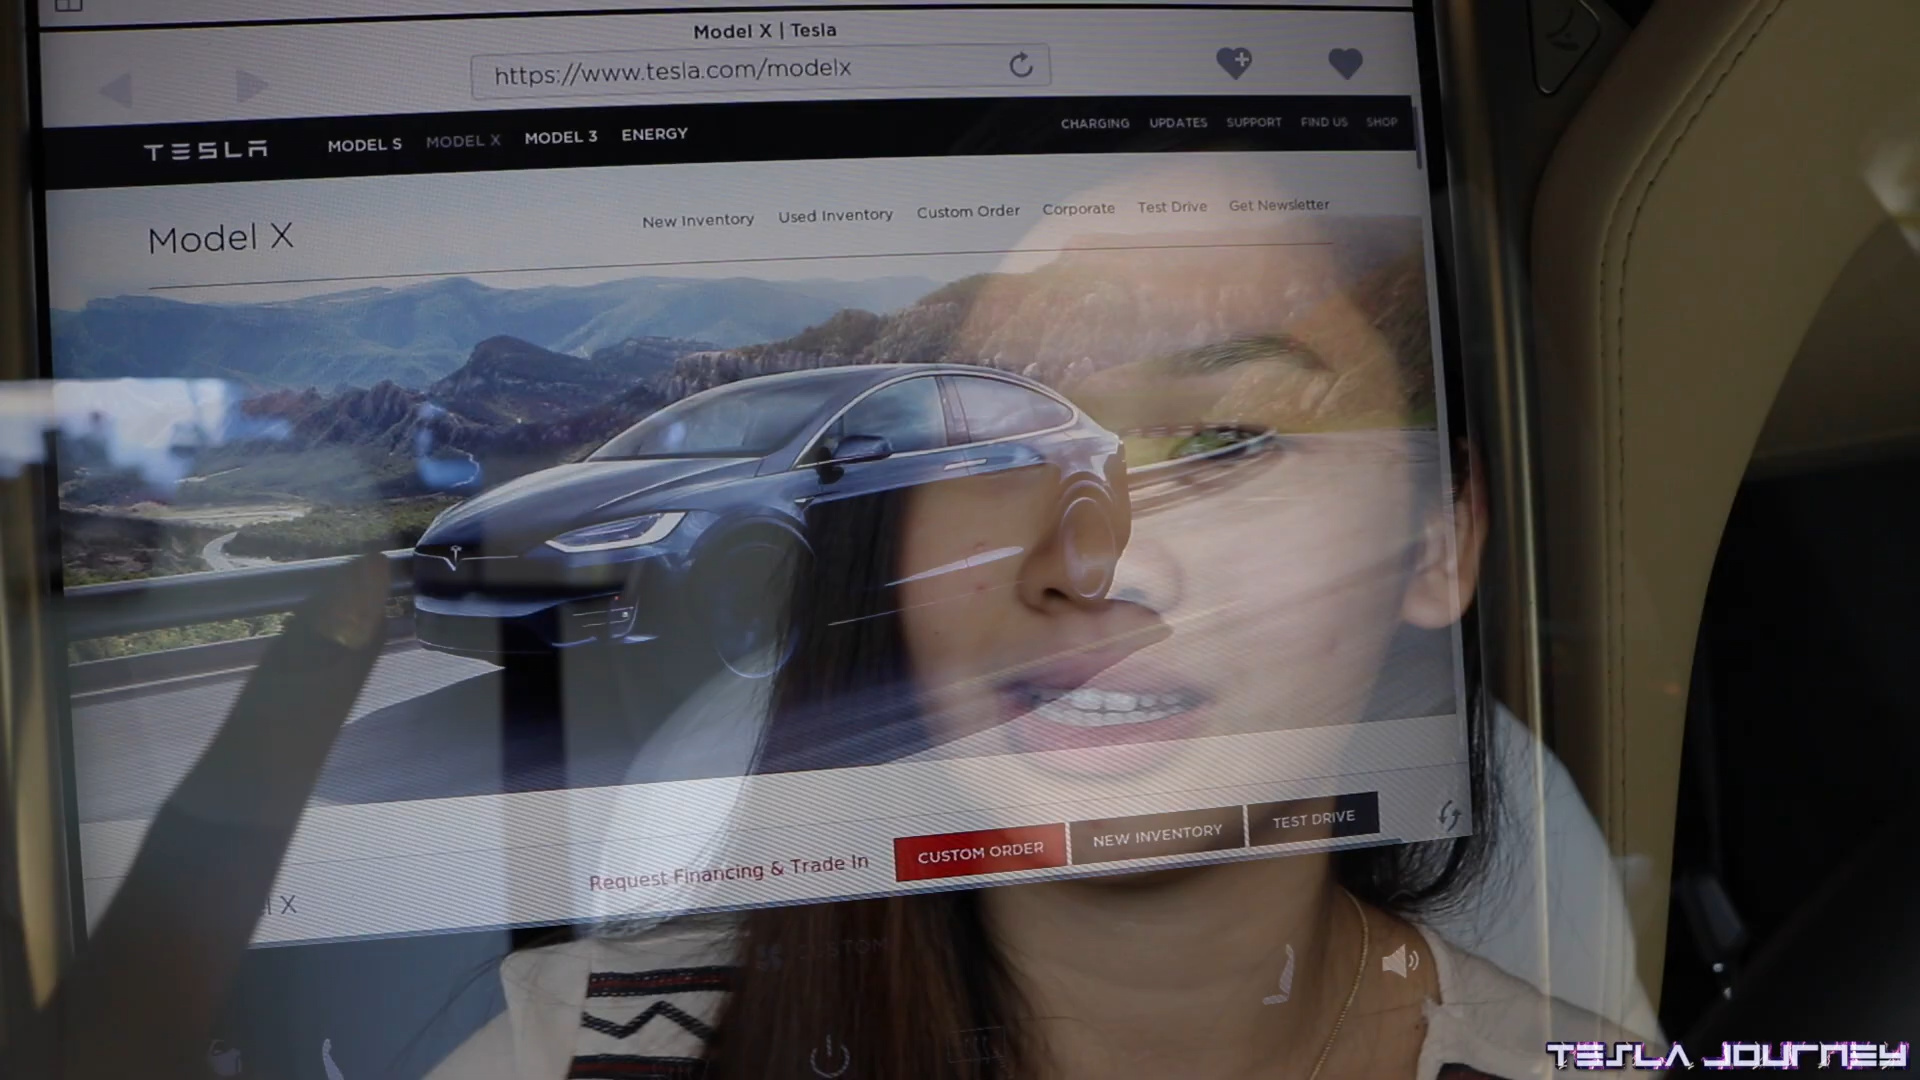 Model X | Tesla
https://www.tesla.com/modelx
TESLA MODEL S MODEL X MODEL 3 ENERGY CHARGING UPDATES SUPPORT FIND US SHOP
Model X New Inventory Used Inventory Custom Order Corporate Test Drive Get Newsletter
Request Financing & Trade In CUSTOM ORDER NEW INVENTORY TEST DRIVE
X
CUSTOM
TESLA JOURNEY